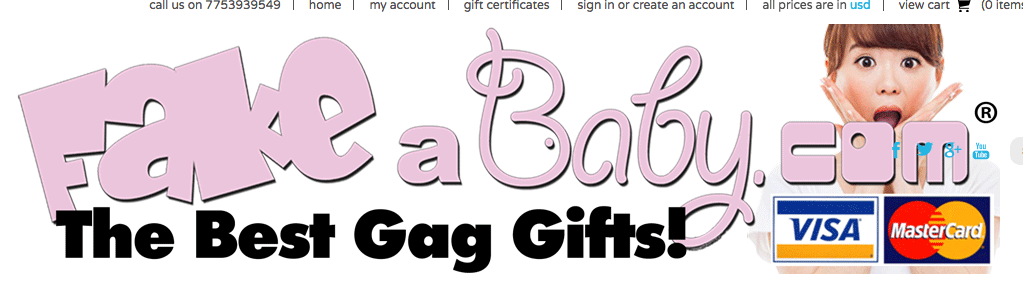 call us on 7753939549 | home | my account | gift certificates | sign in or create an account | all prices are in usd | view cart (0 items
Fake a Baby.com®
f g+ You Tube
The Best Gag Gifts!
VISA MasterCard